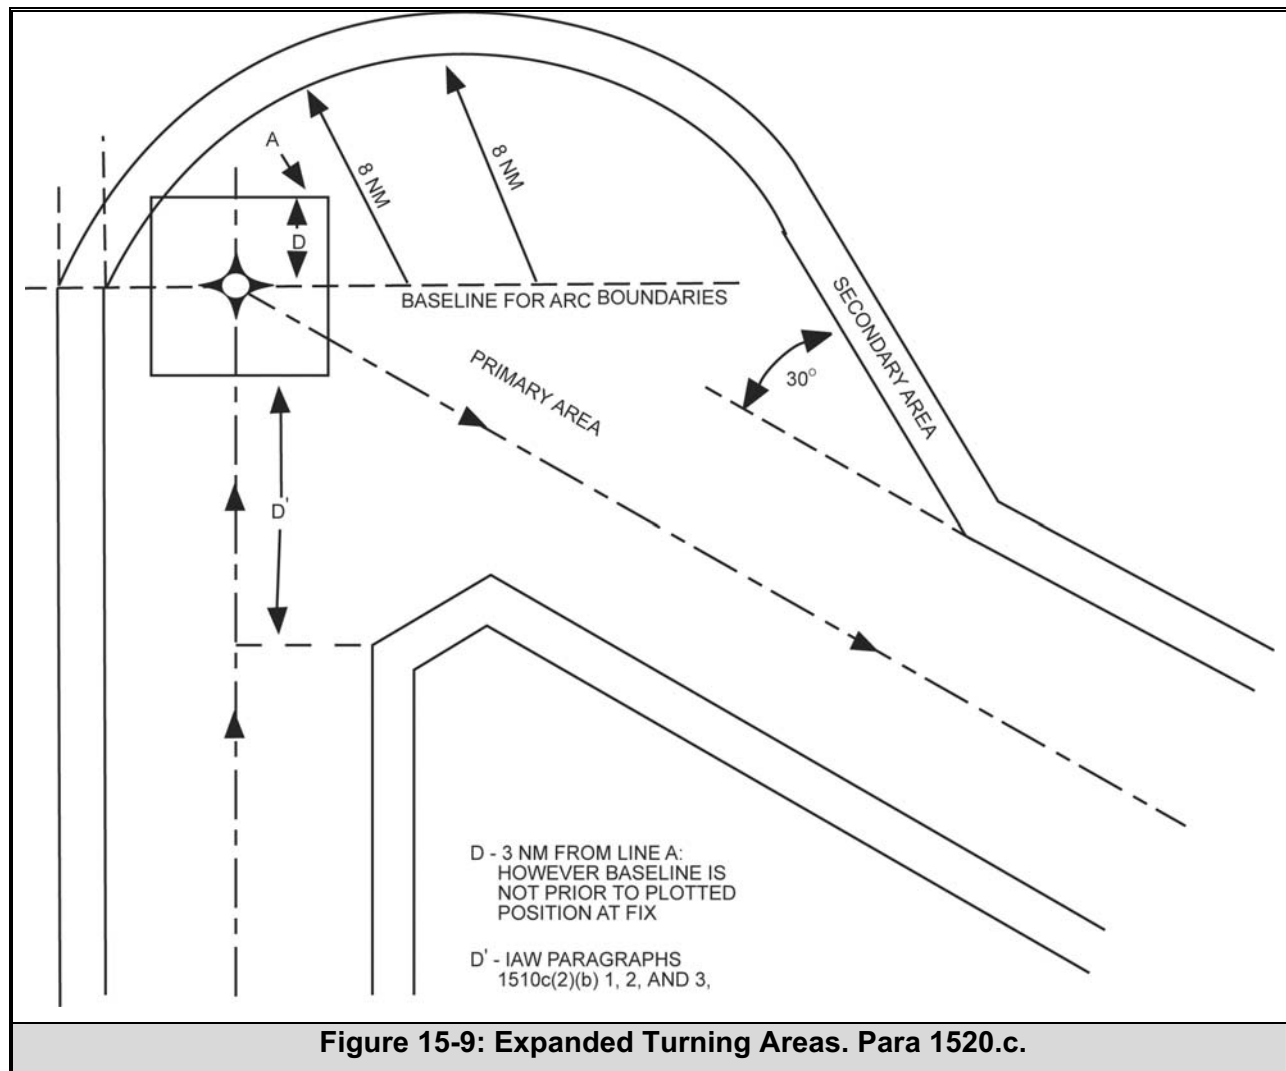 A
8 NM
8 NM
D
BASELINE FOR ARC BOUNDARIES
PRIMARY AREA
30°
SECONDARY AREA
D'
D - 3 NM FROM LINE A:
HOWEVER BASELINE IS
NOT PRIOR TO PLOTTED
POSITION AT FIX
D' - IAW PARAGRAPHS
1510c(2)(b) 1, 2, AND 3,
Figure 15-9: Expanded Turning Areas. Para 1520.c.